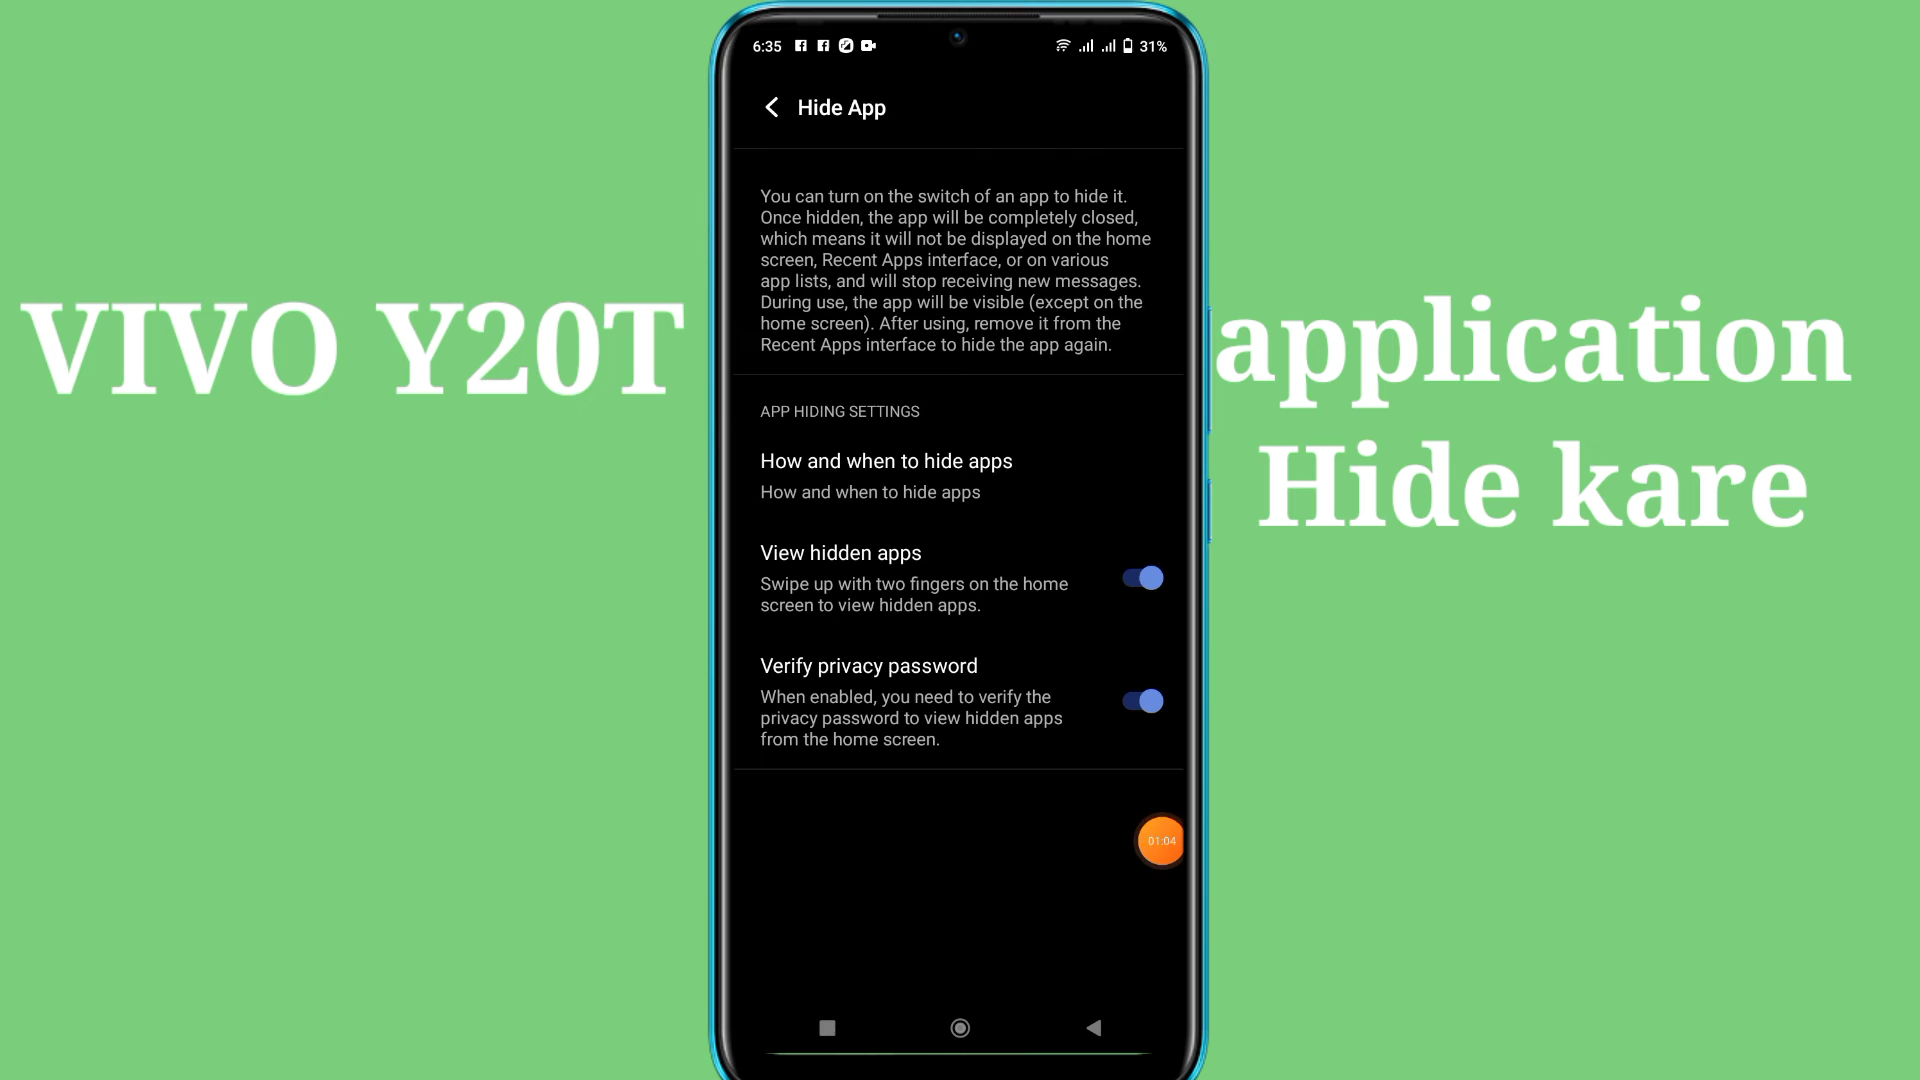 VIVO Y20T
6:35
31%
Hide App
You can turn on the switch of an app to hide it.
Once hidden, the app will be completely closed,
which means it will not be displayed on the home
screen, Recent Apps interface, or on various
app lists, and will stop receiving new messages.
During use, the app will be visible (except on the
home screen). After using, remove it from the
Recent Apps interface to hide the app again.
APP HIDING SETTINGS
How and when to hide apps
How and when to hide apps
View hidden apps
Swipe up with two fingers on the home
screen to view hidden apps.
Verify privacy password
When enabled, you need to verify the
privacy password to view hidden apps
from the home screen.
01:04
application
Hide kare